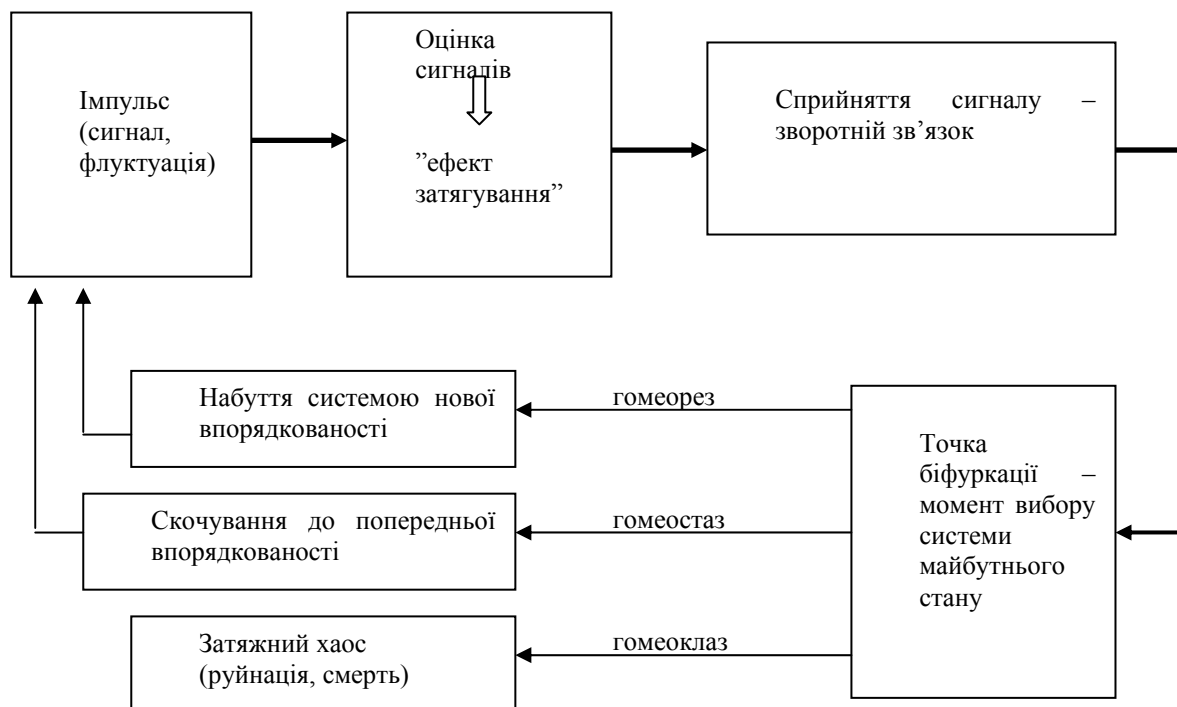 Імпульс
(сигнал,
флуктуація)
Оцінка
сигналів
”ефект
затягування”
Сприйняття сигналу –
зворотній зв’язок
Набуття системою нової
впорядкованості
гомеорез
Скочування до попередньої
впорядкованості
гомеостаз
Затяжний хаос
(руйнація, смерть)
гомеоклаз
Точка
біфуркації –
момент вибору
системи
майбутнього
стану